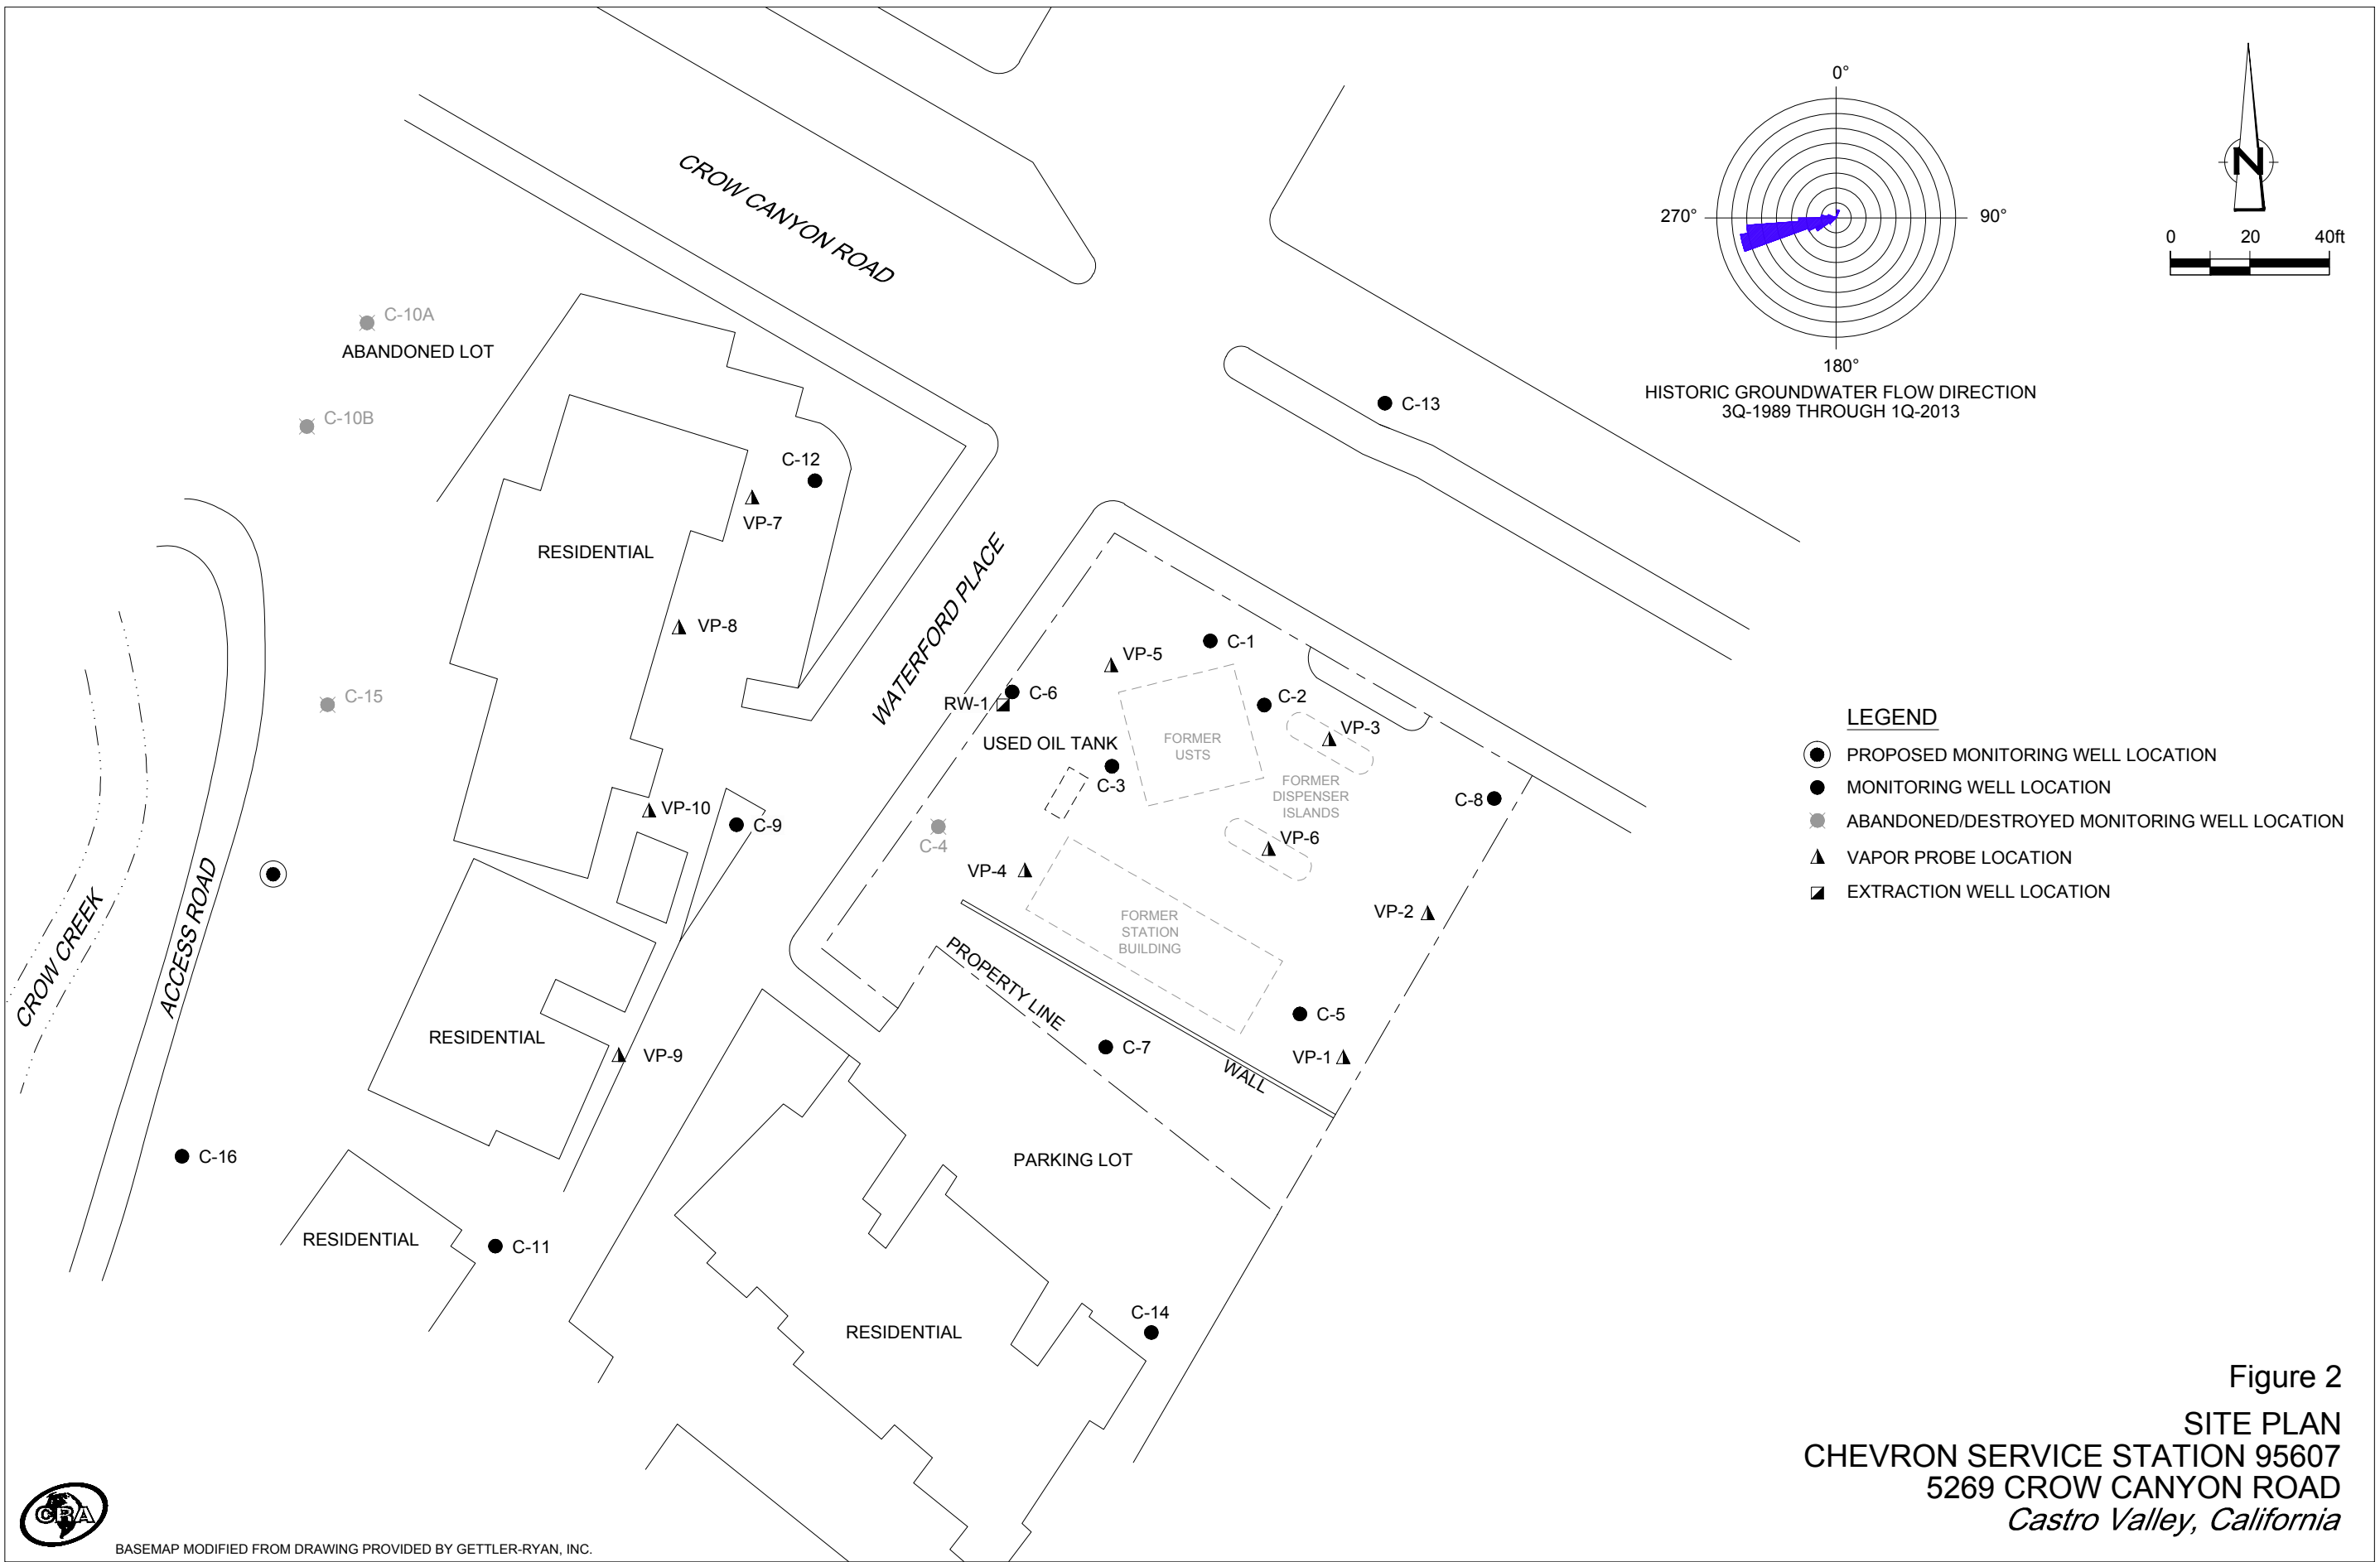 0°
270°
90°
180°
HISTORIC GROUNDWATER FLOW DIRECTION
3Q-1989 THROUGH 1Q-2013
N
0 20 40ft
CROW CANYON ROAD
C-10A
ABANDONED LOT
C-10B
C-13
C-12
VP-7
RESIDENTIAL
WATERFORD PLACE
VP-8
C-15
C-1
VP-5
C-6
RW-1
C-2
VP-3
USED OIL TANK
FORMER
USTS
C-3
FORMER
DISPENSER
ISLANDS
C-8
VP-10
C-9
C-4
VP-6
VP-4
VP-2
FORMER
STATION
BUILDING
CROW CREEK
ACCESS ROAD
PROPERTY LINE
C-5
RESIDENTIAL
VP-9
C-7
VP-1
WALL
C-16
PARKING LOT
RESIDENTIAL
C-11
C-14
RESIDENTIAL
LEGEND
PROPOSED MONITORING WELL LOCATION
MONITORING WELL LOCATION
ABANDONED/DESTROYED MONITORING WELL LOCATION
VAPOR PROBE LOCATION
EXTRACTION WELL LOCATION
Figure 2
SITE PLAN
CHEVRON SERVICE STATION 95607
5269 CROW CANYON ROAD
Castro Valley, California
CRA
BASEMAP MODIFIED FROM DRAWING PROVIDED BY GETTLER-RYAN, INC.